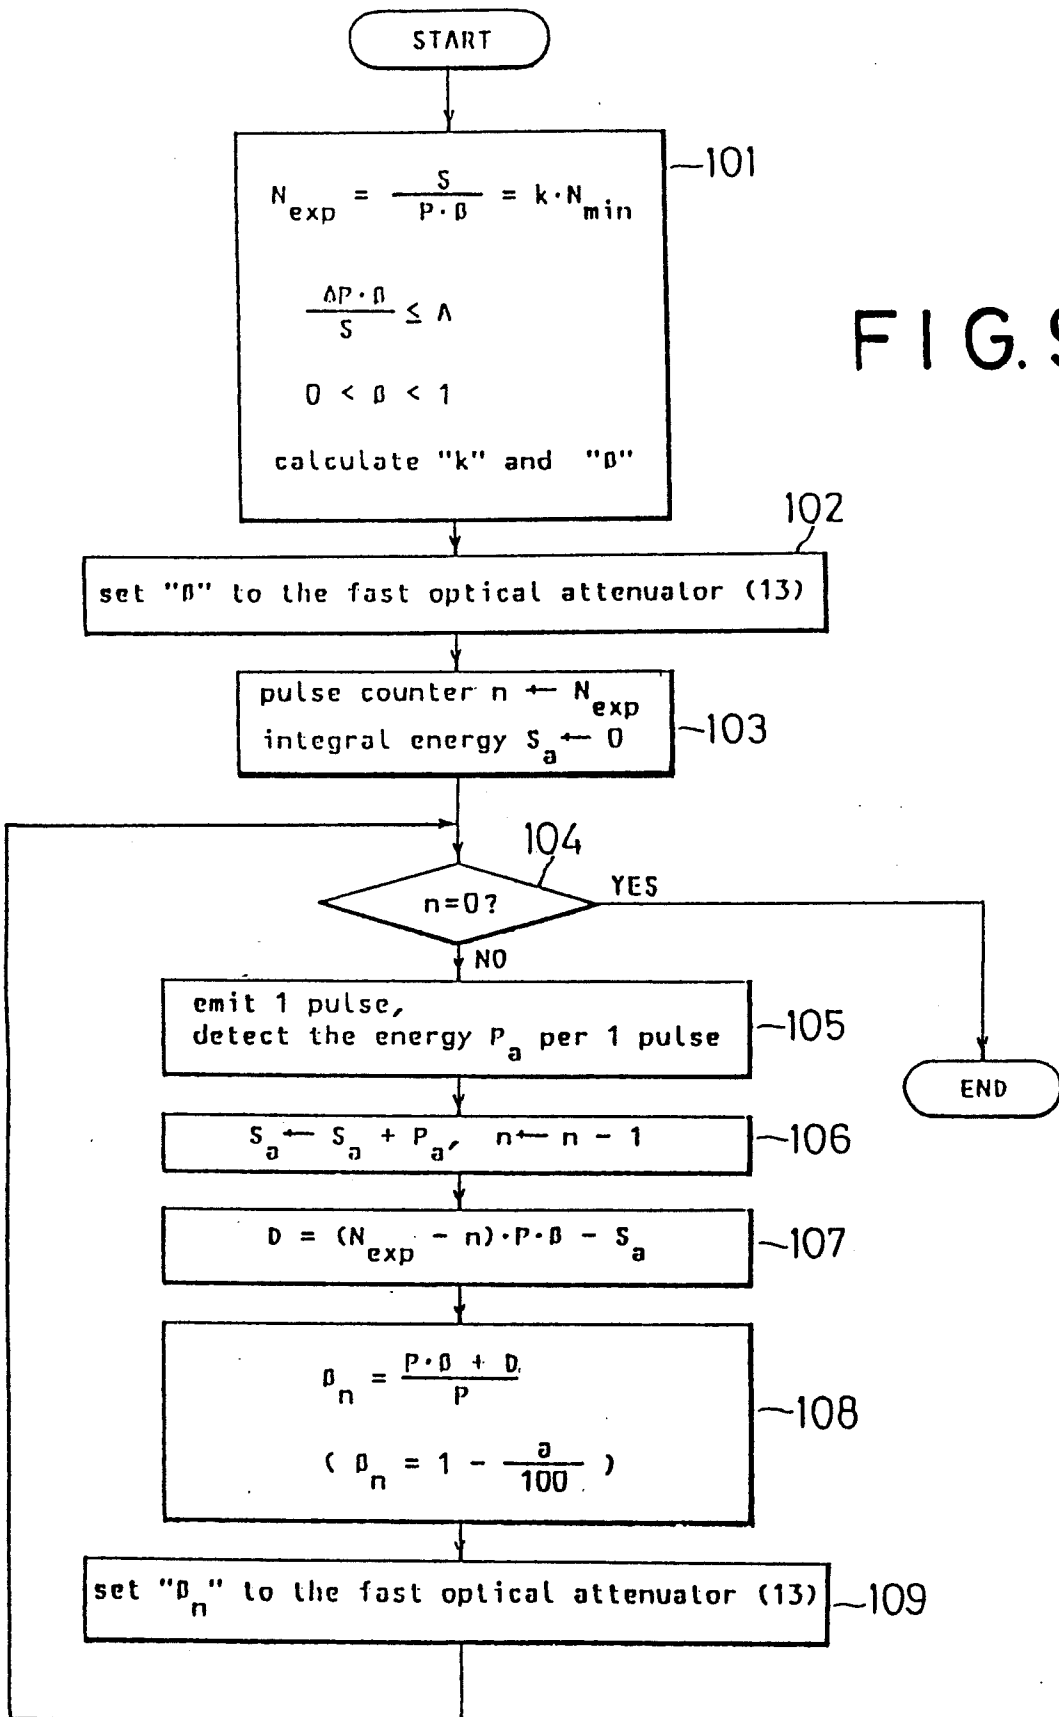 START
101
N_exp = S / P·β = k·N_min
ΔP·β / S ≤ A
0 < β < 1
calculate "k" and "β"
FIG. 9
102
set "β" to the fast optical attenuator (13)
pulse counter n ← N_exp
integral energy S_a ← 0
103
104
n=0?
YES
NO
emit 1 pulse,
detect the energy P_a per 1 pulse
105
END
S_a ← S_a + P_a, n ← n - 1
106
D = (N_exp - n)·P·β - S_a
107
β_n = P·β + D / P
( β_n = 1 - a / 100 )
108
set "β_n" to the fast optical attenuator (13)
109